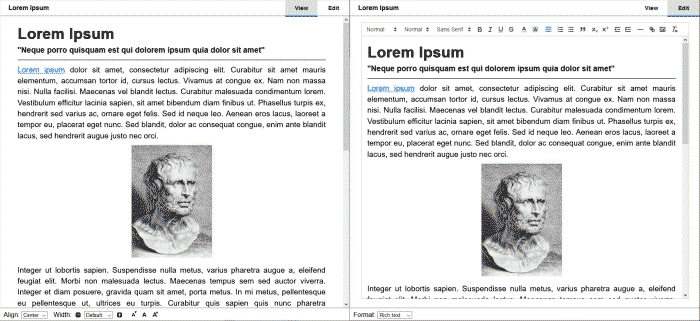 Lorem Ipsum View Edit
Lorem Ipsum
"Neque porro quisquam est qui dolorem ipsum quia dolor sit amet"
Lorem ipsum dolor sit amet, consectetur adipiscing elit. Curabitur sit amet mauris
elementum, accumsan tortor id, cursus lectus. Vivamus at congue ex. Nam non massa
nisi. Nulla facilisi. Maecenas vel blandit lectus. Curabitur malesuada condimentum lorem.
Vestibulum efficitur lacinia sapien, sit amet bibendum diam finibus ut. Phasellus turpis ex,
hendrerit sed varius ac, ornare eget felis. Sed id neque leo. Aenean eros lacus, laoreet a
tempor eu, placerat eget nunc. Sed blandit, dolor ac consequat congue, enim ante blandit
lacus, sed hendrerit augue justo nec orci.
Integer ut lobortis sapien. Suspendisse nulla metus, varius pharetra augue a, eleifend
feugiat elit. Morbi non malesuada lectus. Maecenas tempus sem sed auctor viverra.
Integer et diam posuere, gravida quam sit amet, porta metus. In mi metus, pellentesque
eu pellentesque ut, ultrices eu turpis. Curabitur quis sapien quis nunc pharetra
Align: Center Width: Default A A A
Lorem Ipsum View Edit
Normal Normal Sans Serif B I U S A A x₂ x²
Lorem Ipsum
"Neque porro quisquam est qui dolorem ipsum quia dolor sit amet"
Lorem ipsum dolor sit amet, consectetur adipiscing elit. Curabitur sit amet mauris
elementum, accumsan tortor id, cursus lectus. Vivamus at congue ex. Nam non massa
nisi. Nulla facilisi. Maecenas vel blandit lectus. Curabitur malesuada condimentum lorem.
Vestibulum efficitur lacinia sapien, sit amet bibendum diam finibus ut. Phasellus turpis ex,
hendrerit sed varius ac, ornare eget felis. Sed id neque leo. Aenean eros lacus, laoreet a
tempor eu, placerat eget nunc. Sed blandit, dolor ac consequat congue, enim ante blandit
lacus, sed hendrerit augue justo nec orci.
Integer ut lobortis sapien. Suspendisse nulla metus, varius pharetra augue a, eleifend
Format: Rich text